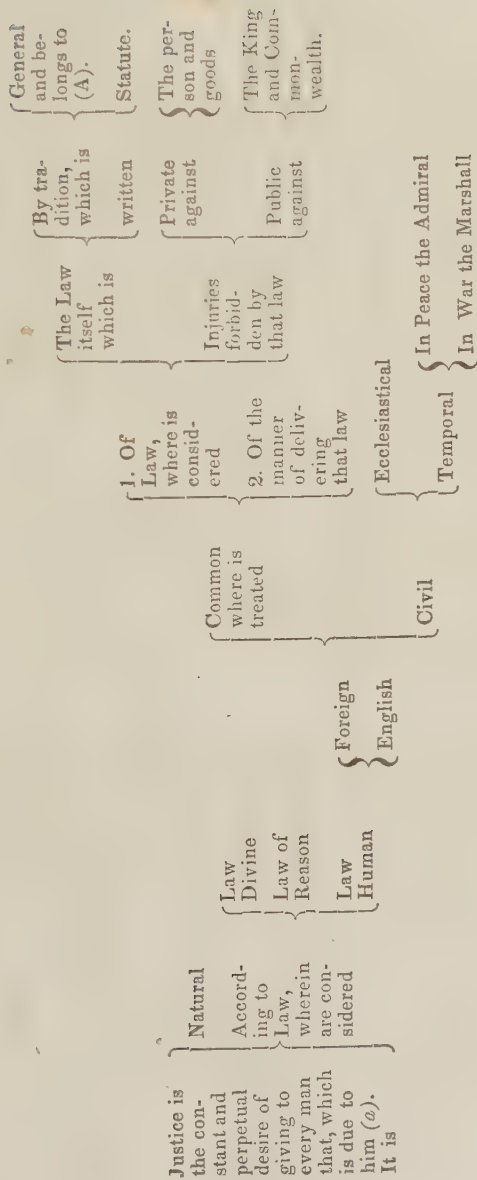 Justice is
the con-
stant and
perpetual
desire of
giving to
every man
that, which
is due to
him (a).
It is
Natural
Accord-
ing to
Law,
wherein
are con-
sidered
Law
Divine
Law of
Reason
Law
Human
Foreign
English
Common
where is
treated
Civil
1. Of
Law,
where is
consid-
ered
2. Of the
manner
of deliv-
ering
that law
Ecclesiastical
Temporal
The Law
itself
which is
Injuries
forbid-
den by
that law
In Peace the Admiral
In War the Marshall
By tra-
dition,
which is
written
Private
against
Public
against
General
and be-
longs to
(A).
Statute.
The per-
son and
goods
The King
and Com-
mon-
wealth.